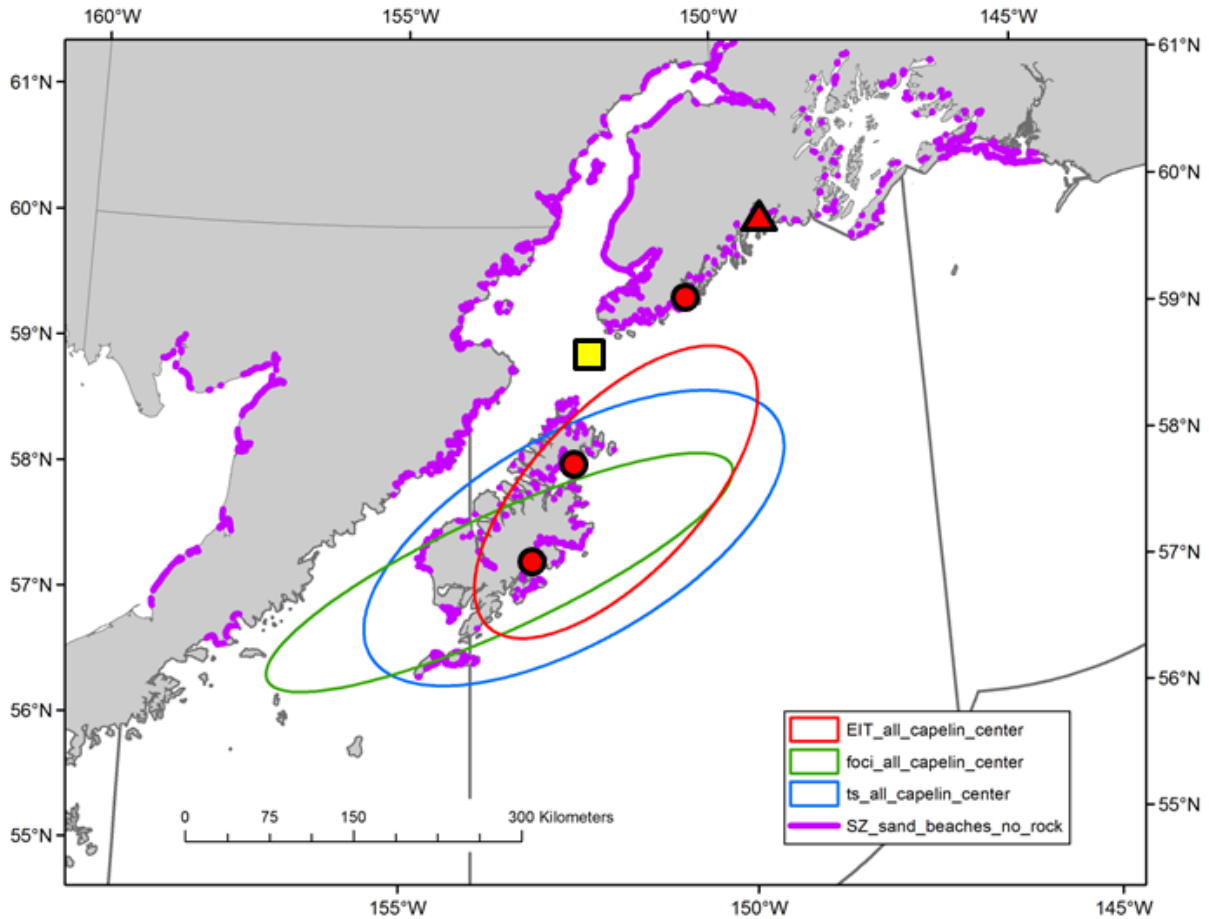 160°W 155°W 150°W 145°W
61°N 61°N
60°N 60°N
59°N 59°N
58°N 58°N
57°N 57°N
56°N 56°N
55°N 55°N
EIT_all_capelin_center
foci_all_capelin_center
ts_all_capelin_center
SZ_sand_beaches_no_rock
0 75 150 300 Kilometers
155°W 150°W 145°W